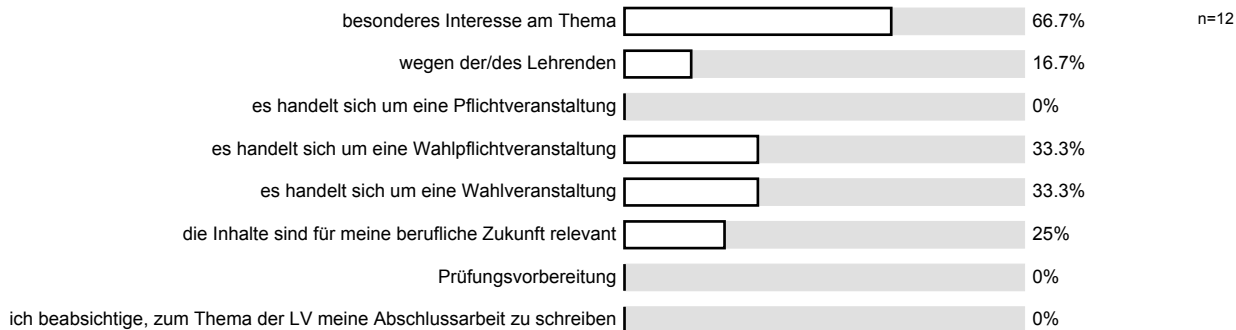 besonderes Interesse am Thema 66.7% n=12
wegen der/des Lehrenden 16.7%
es handelt sich um eine Pflichtveranstaltung 0%
es handelt sich um eine Wahlpflichtveranstaltung 33.3%
es handelt sich um eine Wahlveranstaltung 33.3%
die Inhalte sind für meine berufliche Zukunft relevant 25%
Prüfungsvorbereitung 0%
ich beabsichtige, zum Thema der LV meine Abschlussarbeit zu schreiben 0%